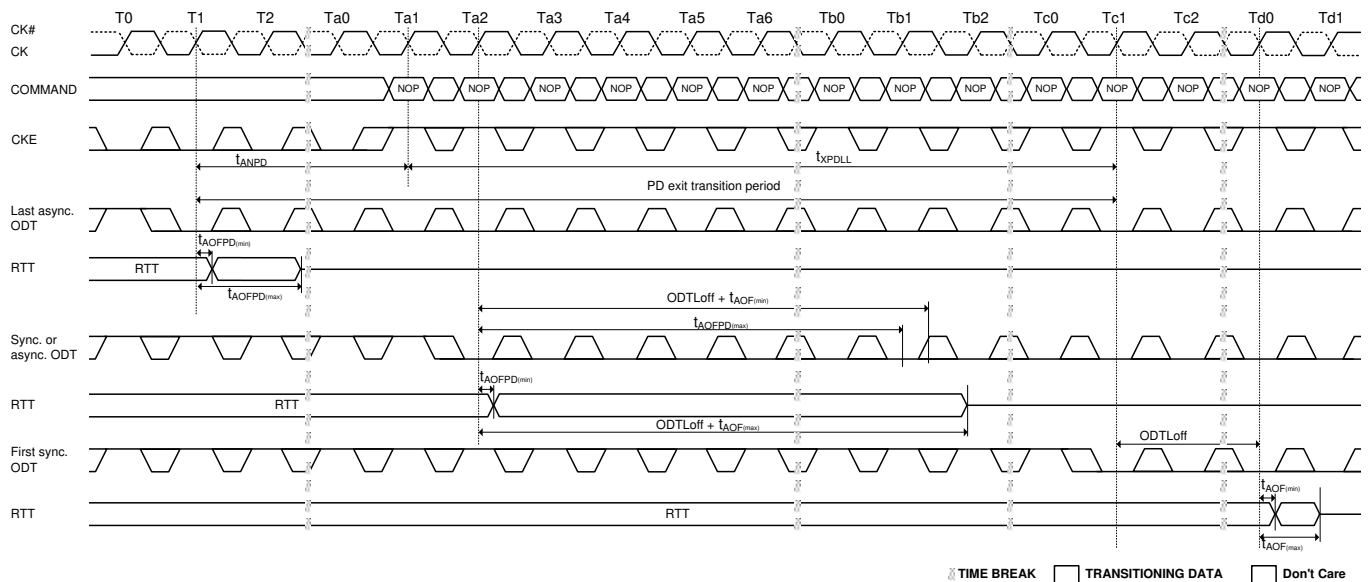 T0 T1 T2 Ta0 Ta1 Ta2 Ta3 Ta4 Ta5 Ta6 Tb0 Tb1 Tb2 Tc0 Tc1 Tc2 Td0 Td1
CK#
CK
COMMAND NOP NOP NOP NOP NOP NOP NOP NOP NOP NOP NOP NOP NOP NOP
CKE
tANPD tXPDLL
PD exit transition period
Last async.
ODT
tAOFPD(min)
RTT RTT
tAOFPD(max)
ODTLoff + tAOF(min)
tAOFPD(max)
Sync. or
async. ODT
tAOFPD(min)
RTT RTT
ODTLoff + tAOF(max)
First sync.
ODT
ODTLoff
tAOF(min)
RTT RTT
tAOF(max)
TIME BREAK TRANSITIONING DATA Don't Care